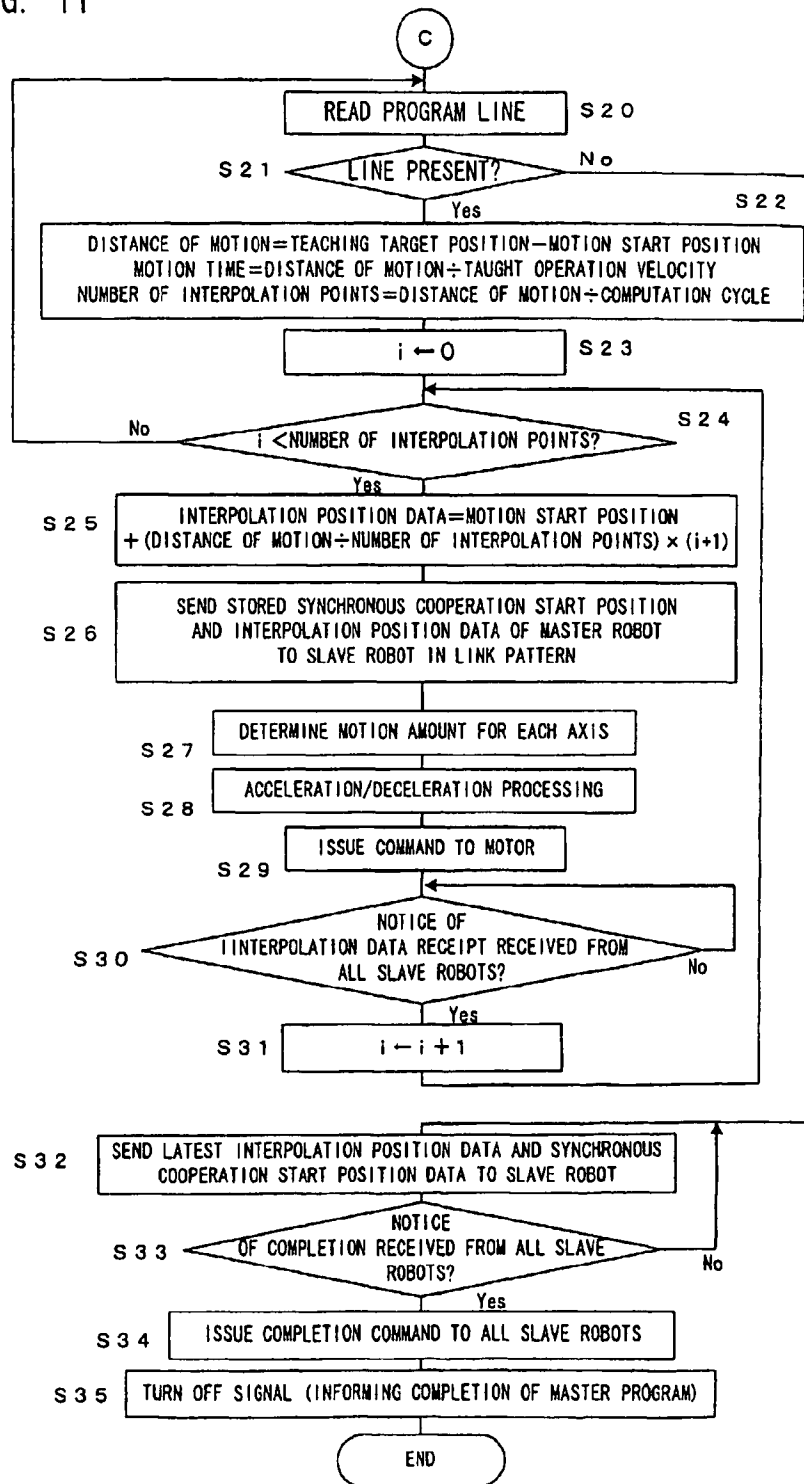 G. 11
C
READ PROGRAM LINE
S20
S21
LINE PRESENT?
No
Yes
S22
DISTANCE OF MOTION=TEACHING TARGET POSITION−MOTION START POSITION
MOTION TIME=DISTANCE OF MOTION÷TAUGHT OPERATION VELOCITY
NUMBER OF INTERPOLATION POINTS=DISTANCE OF MOTION÷COMPUTATION CYCLE
i ← 0
S23
S24
No
i <NUMBER OF INTERPOLATION POINTS?
Yes
S25
INTERPOLATION POSITION DATA=MOTION START POSITION
+ (DISTANCE OF MOTION÷NUMBER OF INTERPOLATION POINTS) × (i+1)
S26
SEND STORED SYNCHRONOUS COOPERATION START POSITION
AND INTERPOLATION POSITION DATA OF MASTER ROBOT
TO SLAVE ROBOT IN LINK PATTERN
S27
DETERMINE MOTION AMOUNT FOR EACH AXIS
S28
ACCELERATION/DECELERATION PROCESSING
S29
ISSUE COMMAND TO MOTOR
S30
NOTICE OF
IINTERPOLATION DATA RECEIPT RECEIVED FROM
ALL SLAVE ROBOTS?
No
Yes
S31
i ← i + 1
S32
SEND LATEST INTERPOLATION POSITION DATA AND SYNCHRONOUS
COOPERATION START POSITION DATA TO SLAVE ROBOT
S33
NOTICE
OF COMPLETION RECEIVED FROM ALL SLAVE
ROBOTS?
No
Yes
S34
ISSUE COMPLETION COMMAND TO ALL SLAVE ROBOTS
S35
TURN OFF SIGNAL (INFORMING COMPLETION OF MASTER PROGRAM)
END